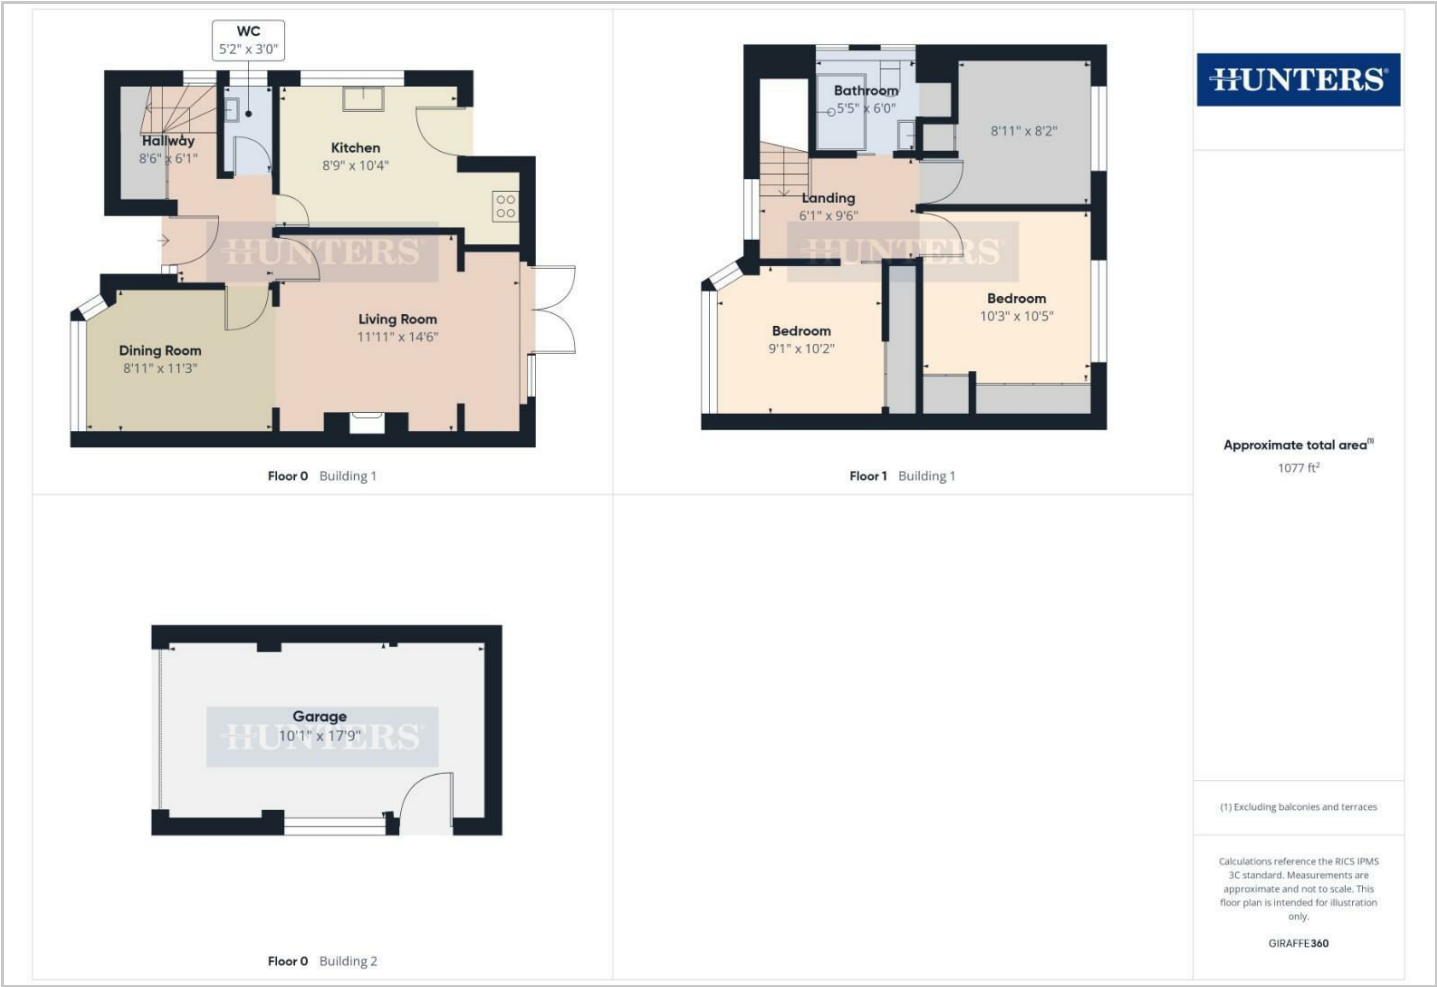 WC
5'2" x 3'0"
Hallway
8'6" x 6'1"
Kitchen
8'9" x 10'4"
HUNTERS®
Living Room
11'11" x 14'6"
Dining Room
8'11" x 11'3"
Floor 0 Building 1
Bathroom
5'5" x 6'0"
8'11" x 8'2"
Landing
6'1" x 9'6"
HUNTERS®
Bedroom
10'3" x 10'5"
Bedroom
9'1" x 10'2"
Floor 1 Building 1
Garage
10'1" x 17'9"
HUNTERS®
Floor 0 Building 2
HUNTERS®
Approximate total area(1)
1077 ft²
(1) Excluding balconies and terraces
Calculations reference the RICS IPMS
3C standard. Measurements are
approximate and not to scale. This
floor plan is intended for illustration
only.
GIRAFFE360